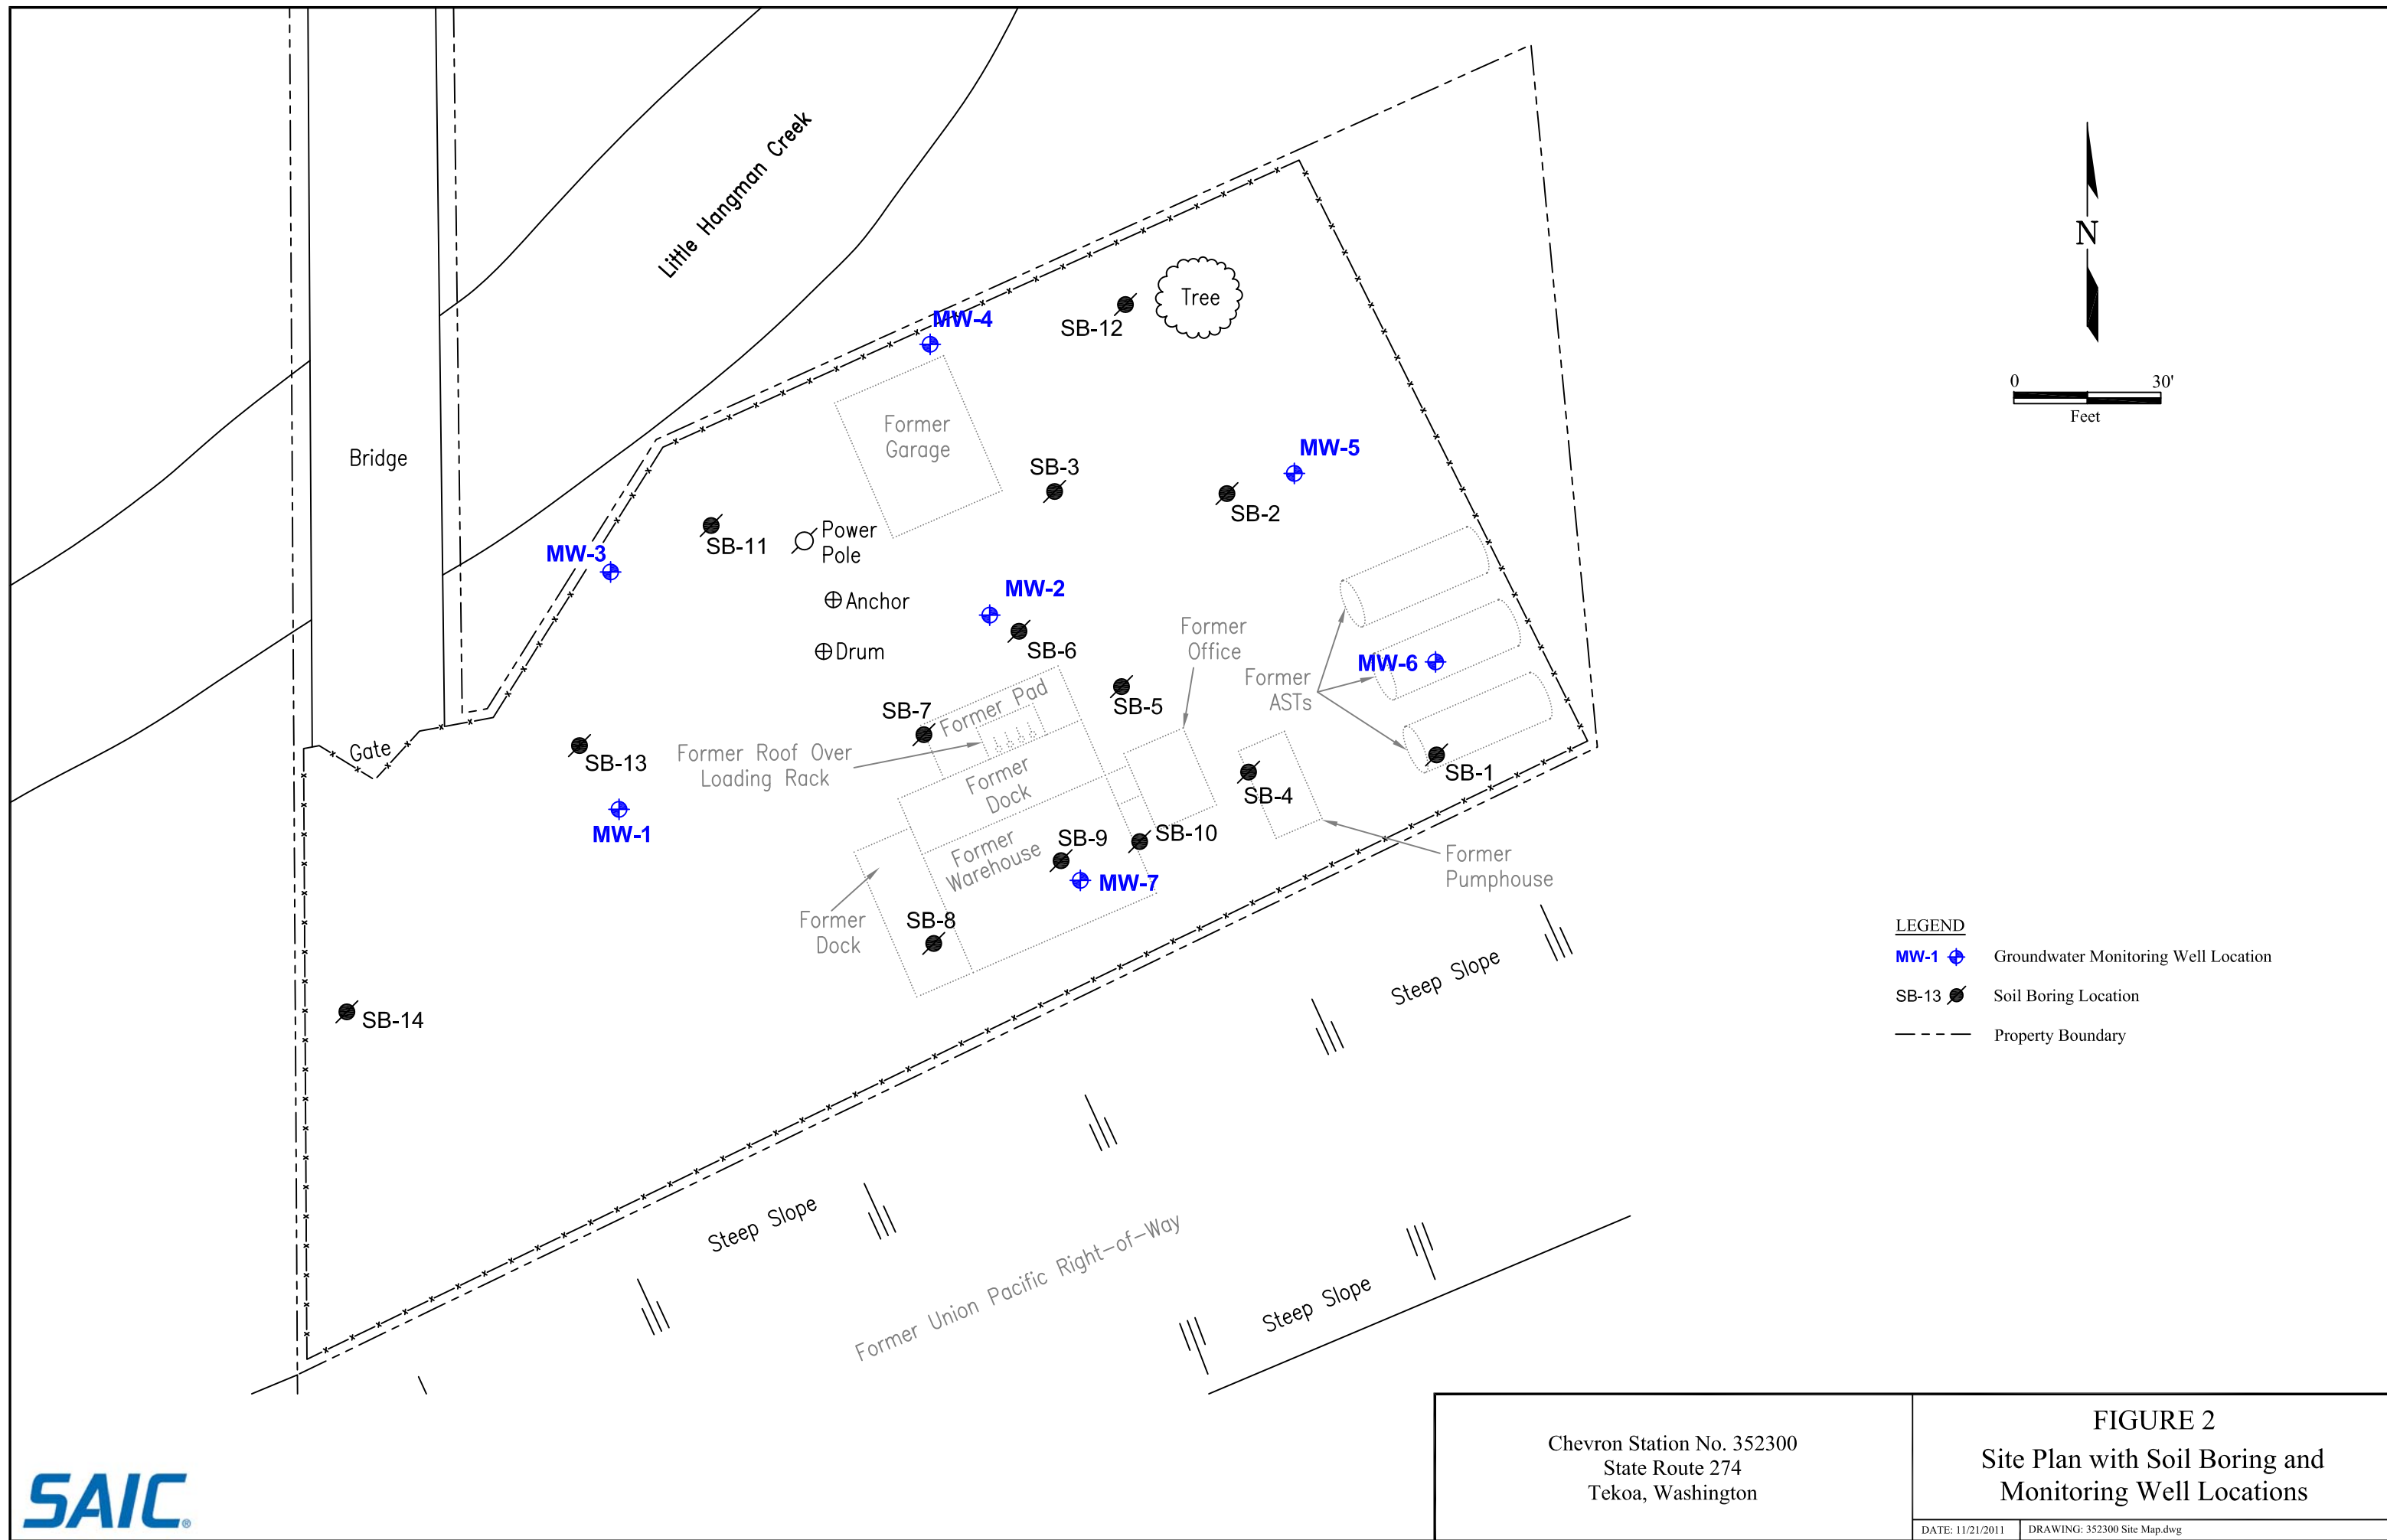 Little Hangman Creek
Tree
SB-12
MW-4
N
0 30'
Feet
Former
Garage
Bridge
MW-5
SB-3
SB-2
Power
Pole
SB-11
MW-3
Anchor
MW-2
Drum
SB-6
Former
Office
MW-6
Former
ASTs
Former Pad
SB-5
SB-7
Gate
SB-13
Former Roof Over
Loading Rack
Former
Dock
SB-1
SB-4
MW-1
SB-9
SB-10
Former
Warehouse
MW-7
Former
Pumphouse
Former
Dock
SB-8
Steep Slope
SB-14
LEGEND
MW-1 Groundwater Monitoring Well Location
SB-13 Soil Boring Location
Property Boundary
Steep Slope
Former Union Pacific Right-of-Way
Steep Slope
SAIC®
Chevron Station No. 352300
State Route 274
Tekoa, Washington
FIGURE 2
Site Plan with Soil Boring and
Monitoring Well Locations
DATE: 11/21/2011 DRAWING: 352300 Site Map.dwg